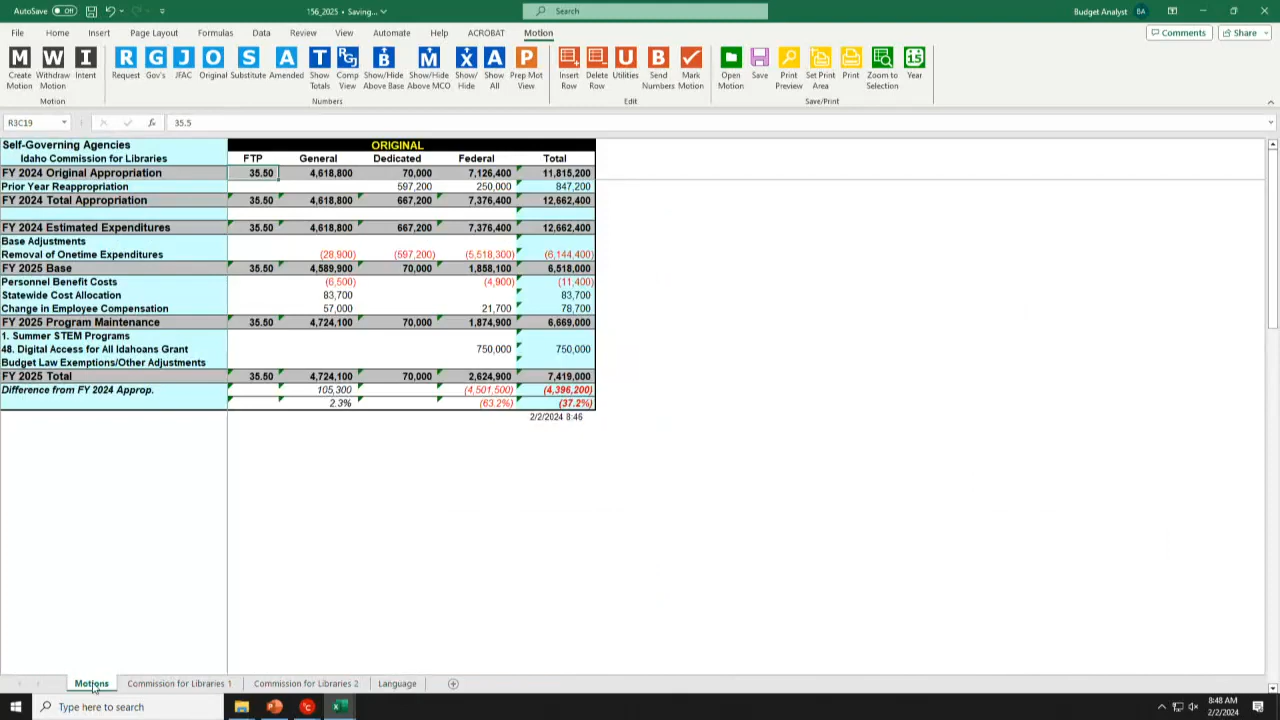 AutoSave Off 156_2025 • Saving... Search Budget Analyst BA
File Home Insert Page Layout Formulas Data Review View Automate Help ACROBAT Motion Comments Share
M W I R G J O S A T RGJ B M X A P U B 15
Create Motion Withdraw Motion Intent Request Gov's JFAC Original Substitute Amended Show Totals Comp View Show/Hide Above Base Show/Hide Above MCO Show/Hide Show All Prep Mot View Insert Row Delete Row Utilities Send Numbers Mark Motion Open Motion Save Print Preview Set Print Area Print Zoom to Selection Year
Motion Numbers Edit Save/Print
R3C19 fx 35.5
Self-Governing Agencies ORIGINAL
Idaho Commission for Libraries FTP General Dedicated Federal Total
FY 2024 Original Appropriation 35.50 4,618,800 70,000 7,126,400 11,815,200
Prior Year Reappropriation 597,200 250,000 847,200
FY 2024 Total Appropriation 35.50 4,618,800 667,200 7,376,400 12,662,400
FY 2024 Estimated Expenditures 35.50 4,618,800 667,200 7,376,400 12,662,400
Base Adjustments
Removal of Onetime Expenditures (28,900) (597,200) (5,518,300) (6,144,400)
FY 2025 Base 35.50 4,589,900 70,000 1,858,100 6,518,000
Personnel Benefit Costs (6,500) (4,900) (11,400)
Statewide Cost Allocation 83,700 83,700
Change in Employee Compensation 57,000 21,700 78,700
FY 2025 Program Maintenance 35.50 4,724,100 70,000 1,874,900 6,669,000
1. Summer STEM Programs
48. Digital Access for All Idahoans Grant 750,000 750,000
Budget Law Exemptions/Other Adjustments
FY 2025 Total 35.50 4,724,100 70,000 2,624,900 7,419,000
Difference from FY 2024 Approp. 105,300 (4,501,500) (4,396,200)
2.3% (63.2%) (37.2%)
2/2/2024 8:46
Motions Commission for Libraries 1 Commission for Libraries 2 Language
Type here to search 8:48 AM
2/2/2024